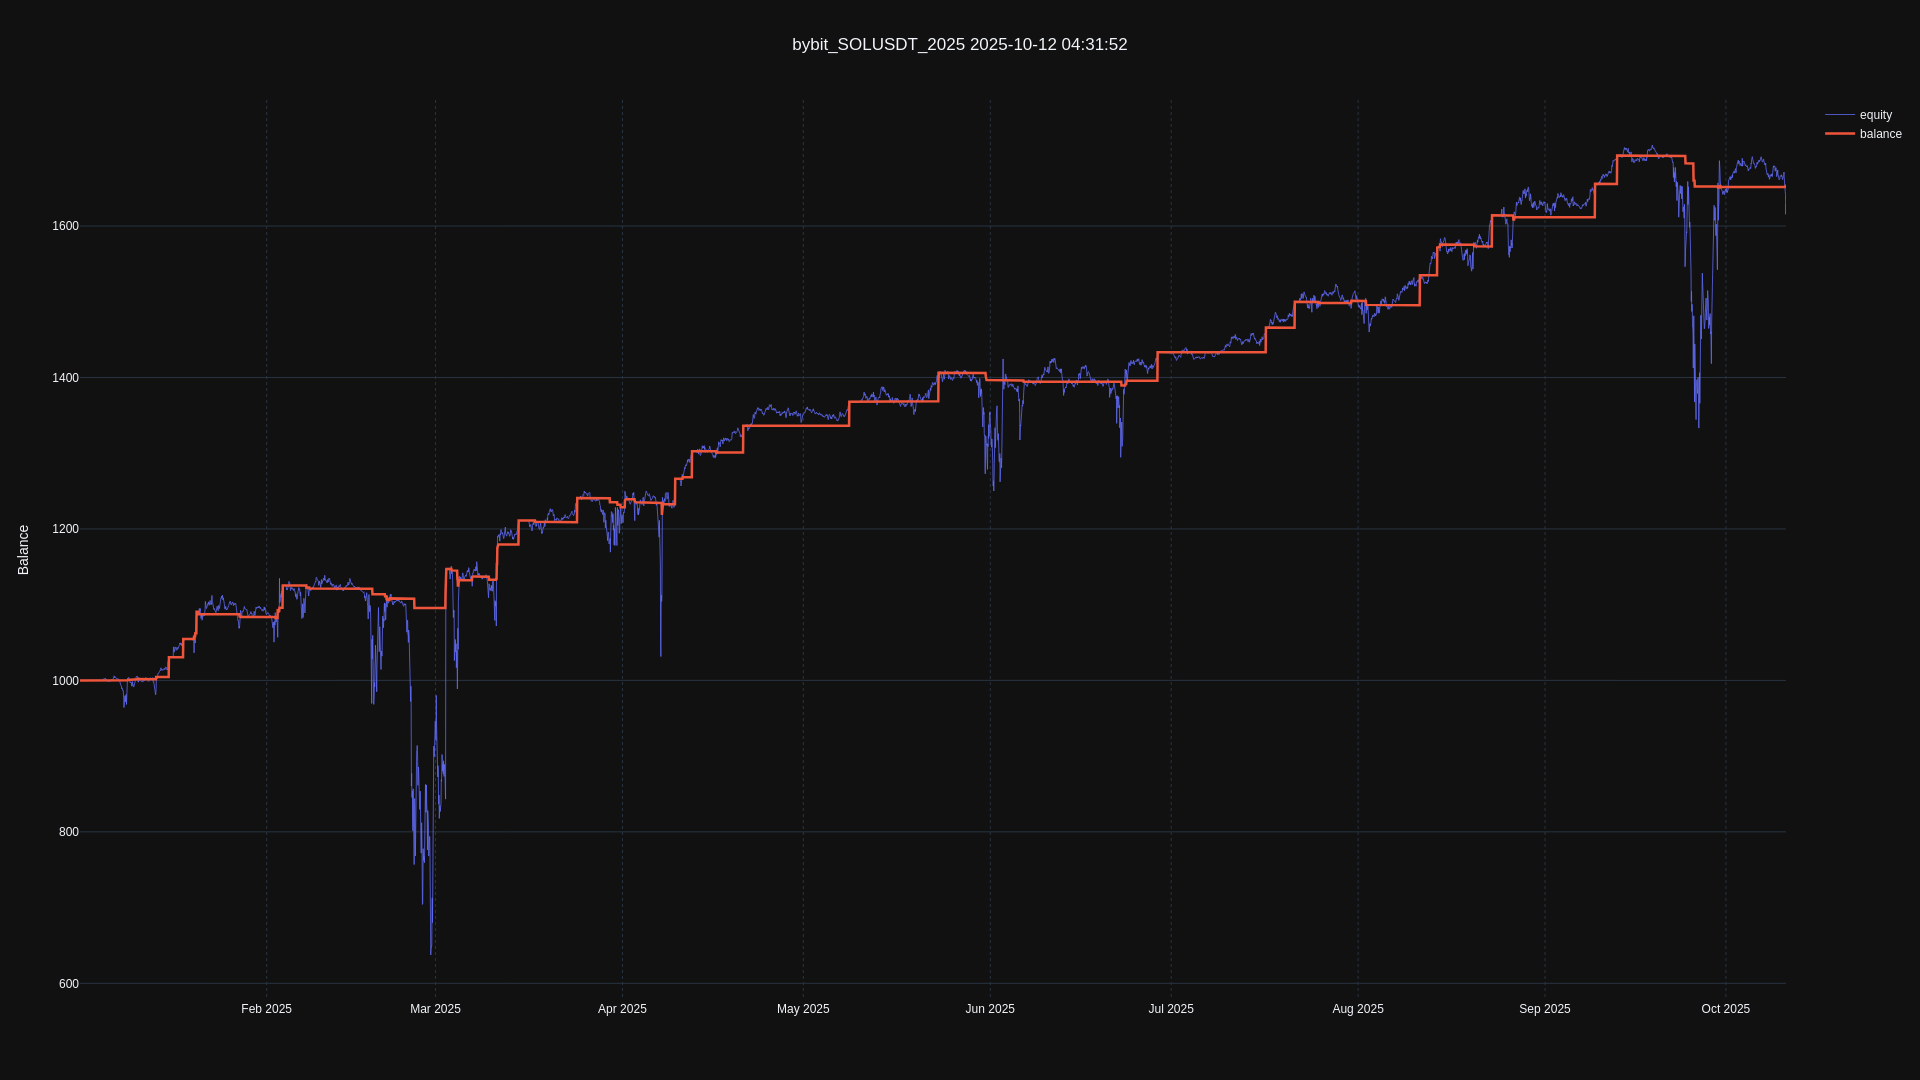 bybit_SOLUSDT_2025 2025-10-12 04:31:52
equity
balance
1600
1400
1200
1000
800
600
Balance
Feb 2025
Mar 2025
Apr 2025
May 2025
Jun 2025
Jul 2025
Aug 2025
Sep 2025
Oct 2025